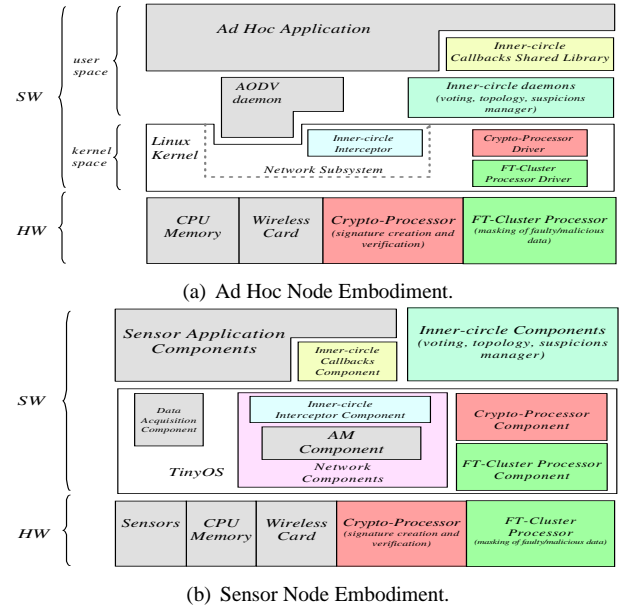 Ad Hoc Application
Inner-circle
Callbacks Shared Library
user
space
SW
AODV
daemon
Inner-circle daemons
(voting, topology, suspicions
manager)
kernel
space
Linux
Kernel
Inner-circle
Interceptor
Network Subsystem
Crypto-Processor
Driver
FT-Cluster
Processor Driver
HW
CPU
Memory
Wireless
Card
Crypto-Processor
(signature creation and
verification)
FT-Cluster Processor
(masking of faulty/malicious
data)
(a) Ad Hoc Node Embodiment.
Sensor Application
Components
Inner-circle
Callbacks
Component
Inner-circle Components
(voting, topology, suspicions
manager)
SW
Data
Acquisition
Component
TinyOS
Inner-circle
Interceptor Component
AM
Component
Network
Components
Crypto-Processor
Component
FT-Cluster Processor
Component
HW
Sensors
CPU
Memory
Wireless
Card
Crypto-Processor
(signature creation and
verification)
FT-Cluster
Processor
(masking of faulty/malicious data)
(b) Sensor Node Embodiment.